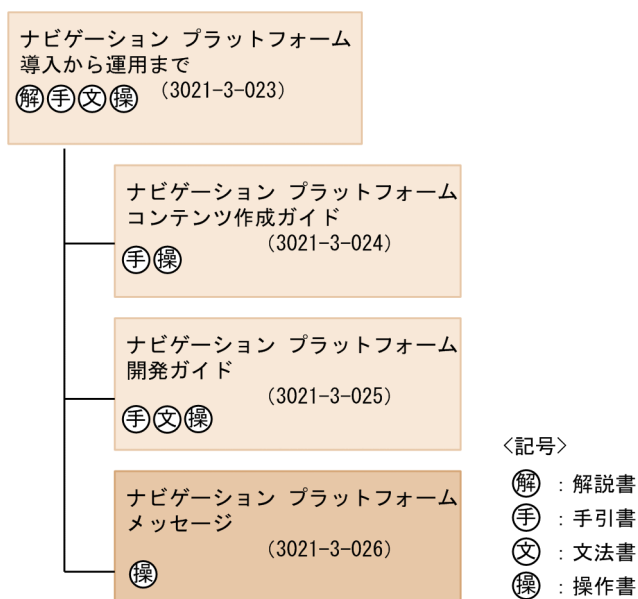 ナビゲーション プラットフォーム
導入から運用まで
解手文操 (3021-3-023)
ナビゲーション プラットフォーム
コンテンツ作成ガイド
(3021-3-024)
手操
ナビゲーション プラットフォーム
開発ガイド
(3021-3-025)
手文操
ナビゲーション プラットフォーム
メッセージ
(3021-3-026)
操
〈記号〉
解 : 解説書
手 : 手引書
文 : 文法書
操 : 操作書